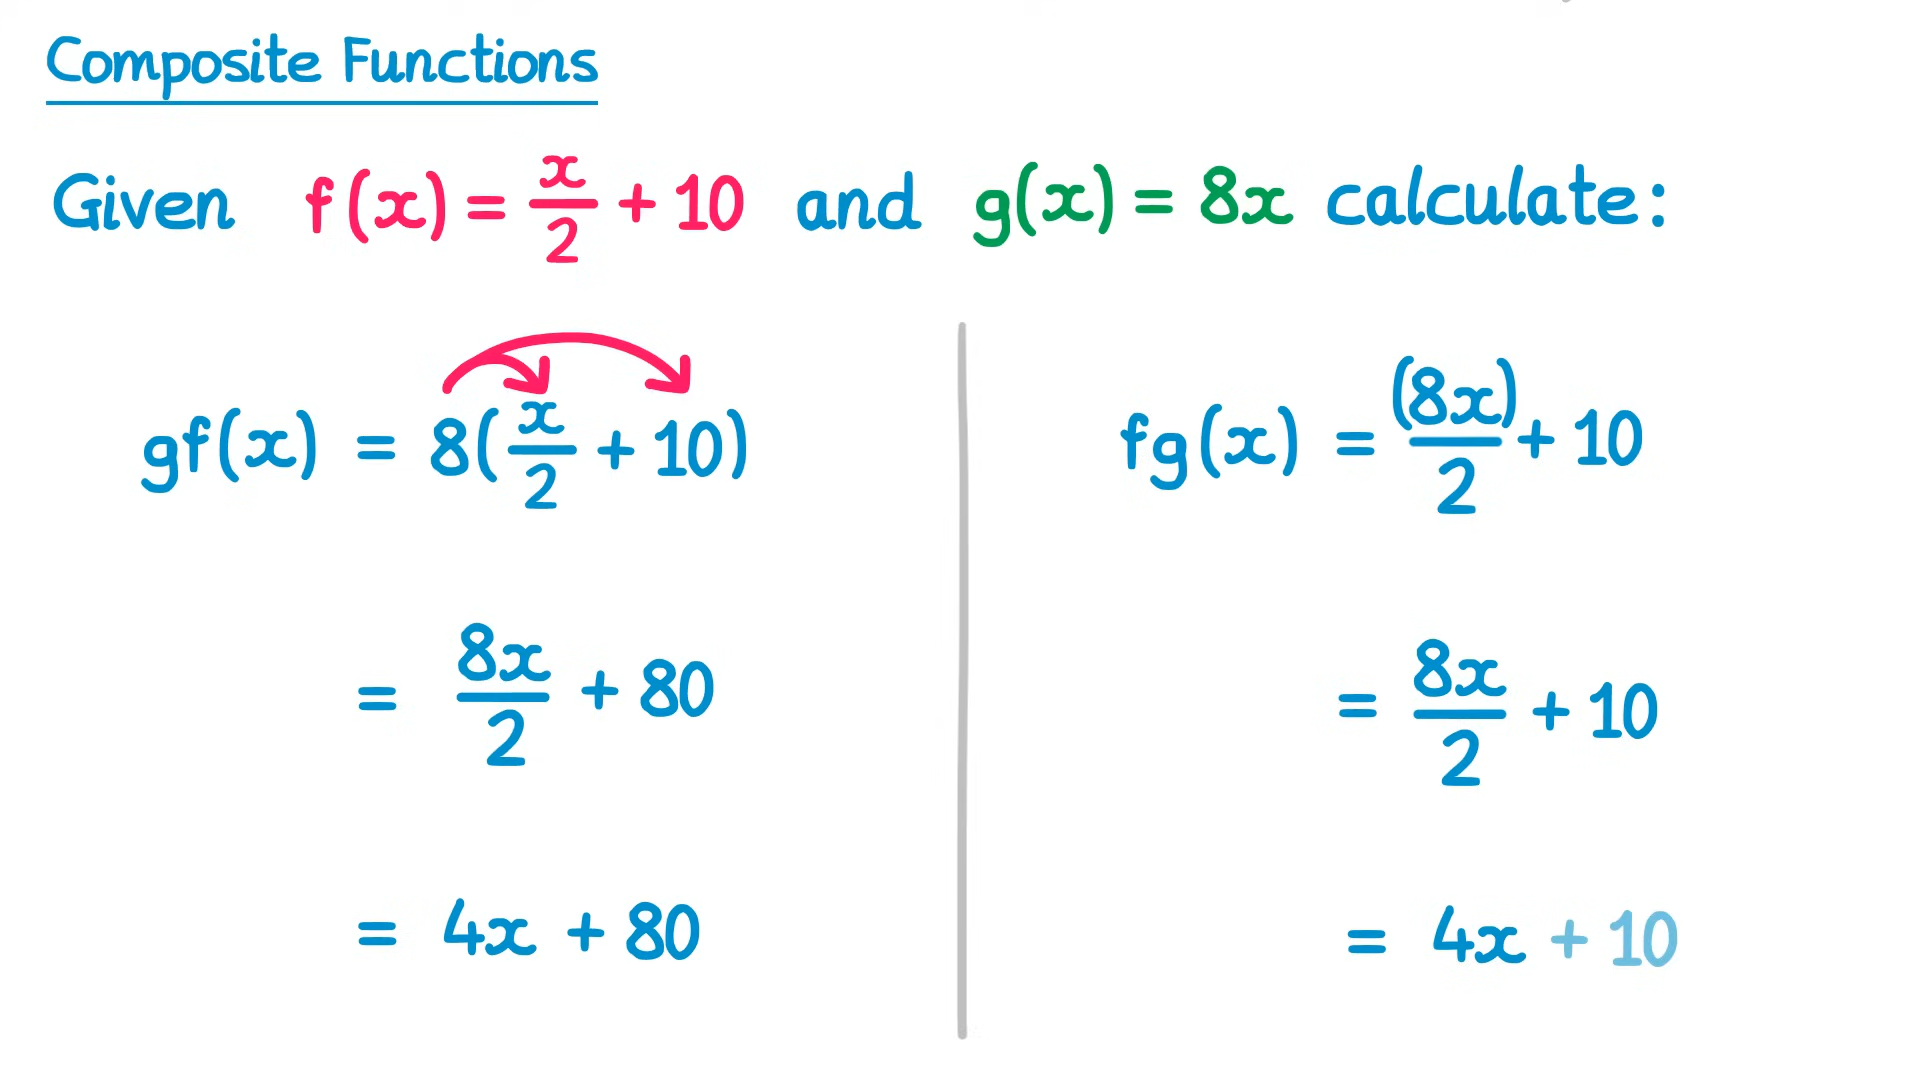 Composite Functions
Given f(x) = x/2 + 10 and g(x) = 8x calculate:
gf(x) = 8(x/2 + 10)
= 8x/2 + 80
= 4x + 80
fg(x) = (8x)/2 + 10
= 8x/2 + 10
= 4x + 10